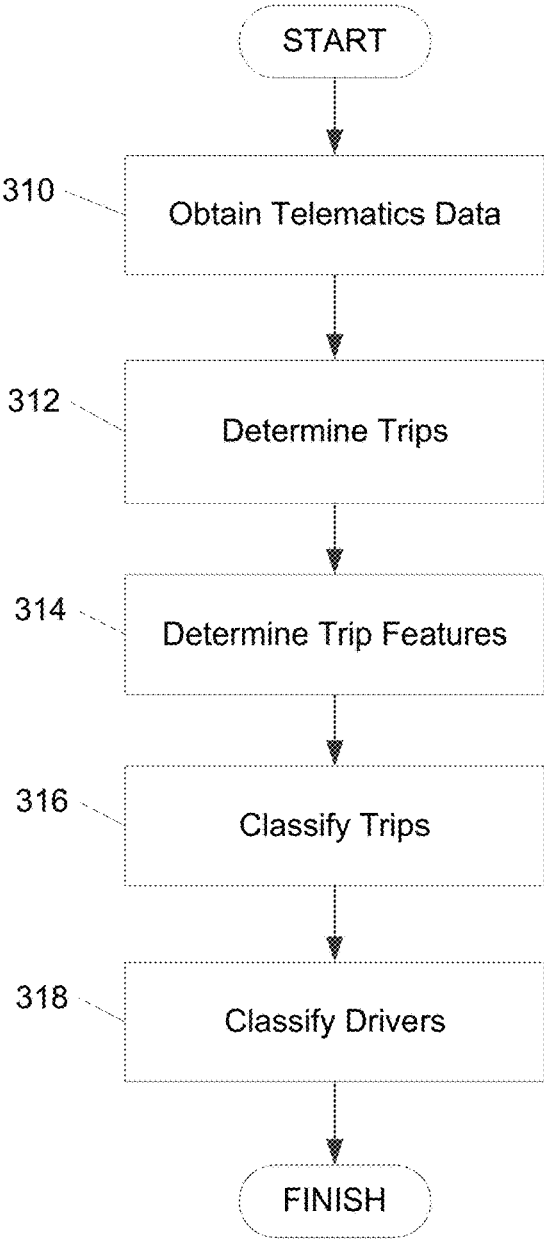 START
310
Obtain Telematics Data
312
Determine Trips
314
Determine Trip Features
316
Classify Trips
318
Classify Drivers
FINISH